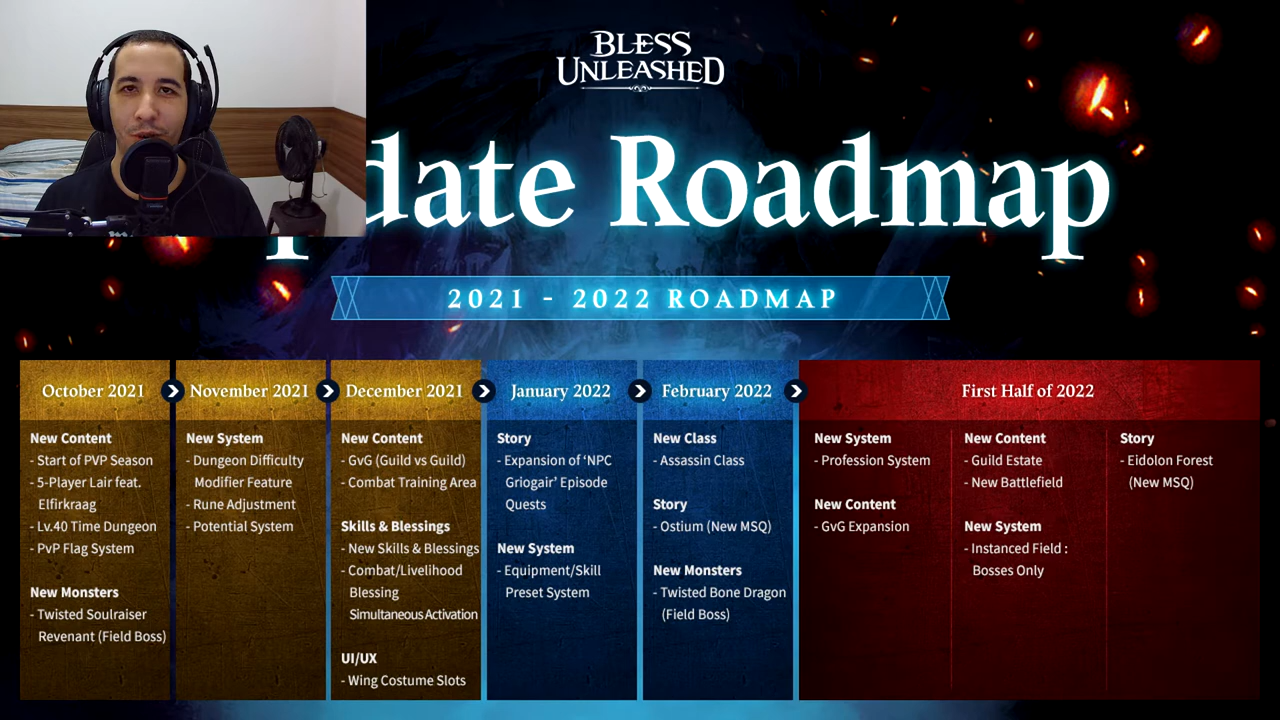 BLESS
UNLEASHED
pdate Roadmap
2021 - 2022 ROADMAP
October 2021
New Content
- Start of PVP Season
- 5-Player Lair feat.
Elfirkraag
- Lv.40 Time Dungeon
- PvP Flag System
New Monsters
- Twisted Soulraiser
Revenant (Field Boss)
November 2021
New System
- Dungeon Difficulty
Modifier Feature
- Rune Adjustment
- Potential System
December 2021
New Content
- GvG (Guild vs Guild)
- Combat Training Area
Skills & Blessings
- New Skills & Blessings
- Combat/Livelihood
Blessing
Simultaneous Activation
UI/UX
- Wing Costume Slots
January 2022
Story
- Expansion of ‘NPC
Griogair’ Episode
Quests
New System
- Equipment/Skill
Preset System
February 2022
New Class
- Assassin Class
Story
- Ostium (New MSQ)
New Monsters
- Twisted Bone Dragon
(Field Boss)
First Half of 2022
New System
- Profession System
New Content
- GvG Expansion
New Content
- Guild Estate
- New Battlefield
New System
- Instanced Field :
Bosses Only
Story
- Eidolon Forest
(New MSQ)